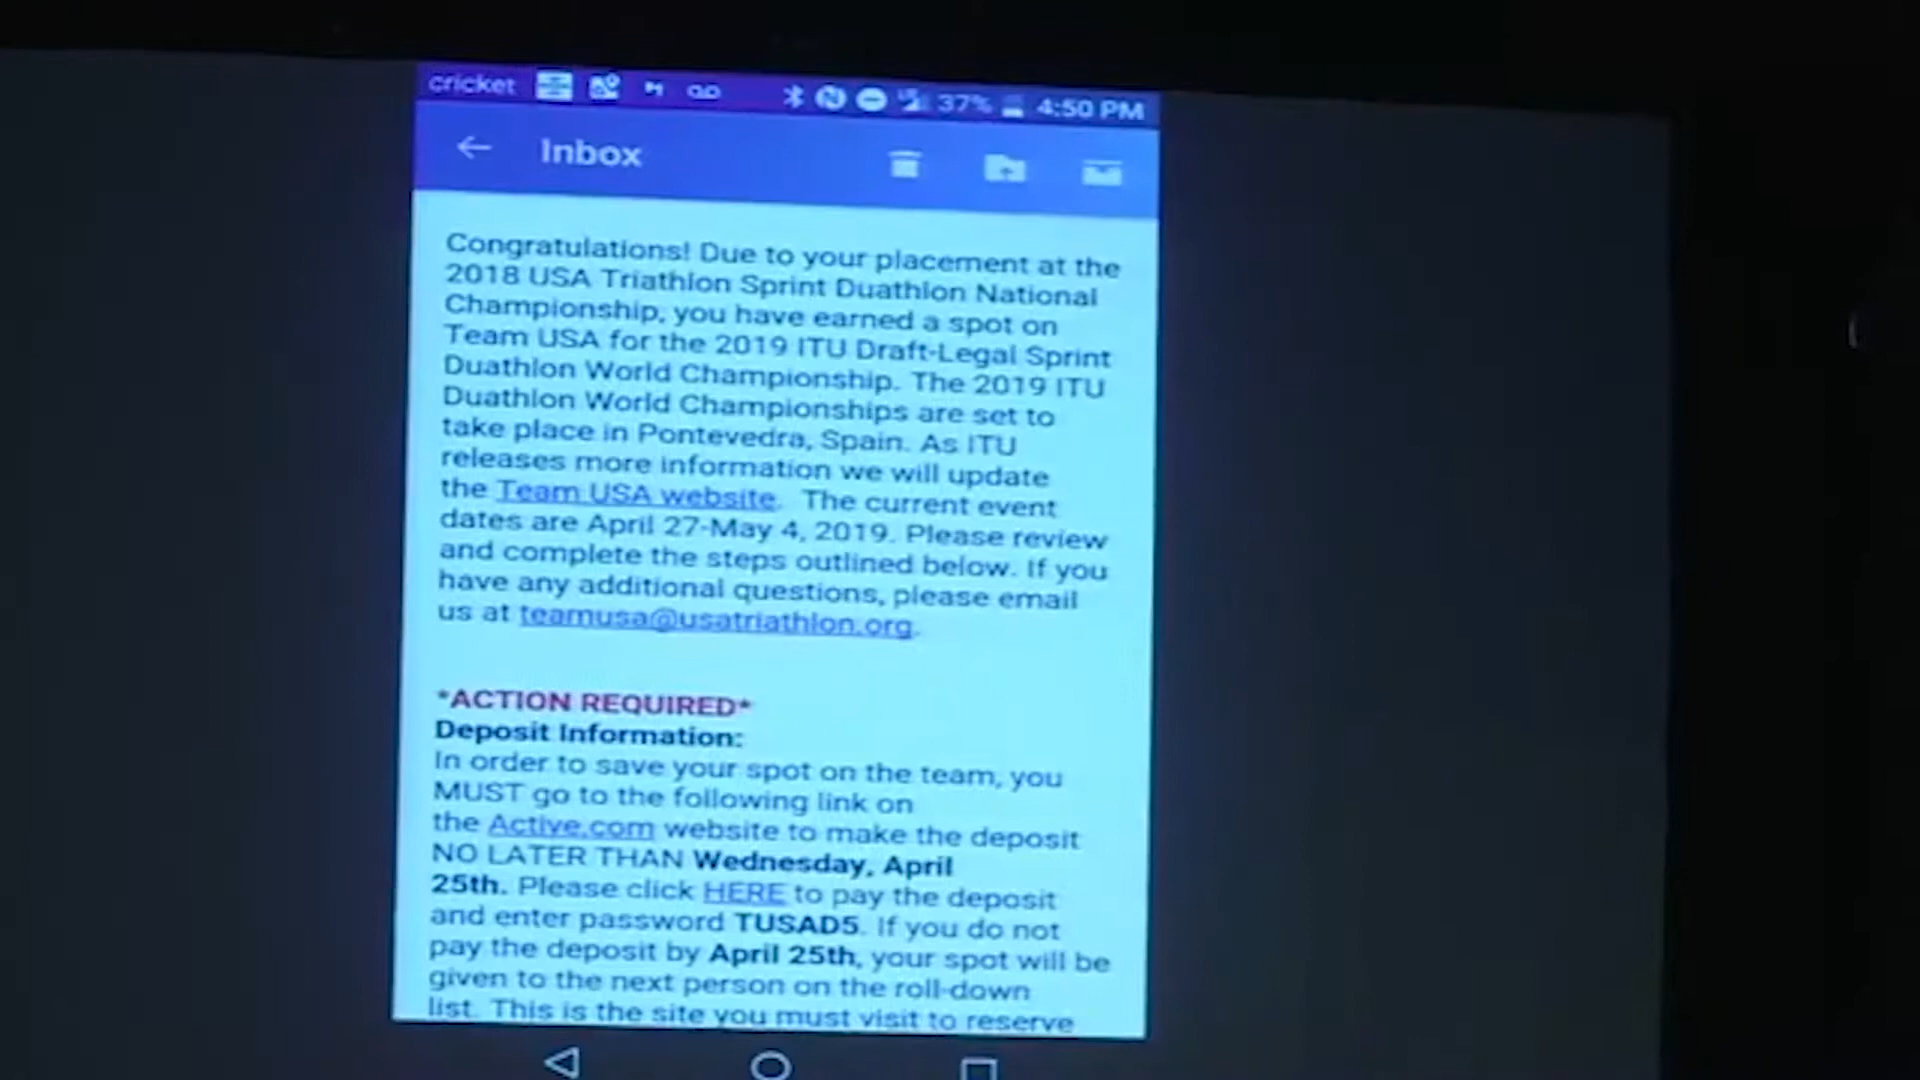 cricket 37% 4:50 PM
Inbox
Congratulations! Due to your placement at the
2018 USA Triathlon Sprint Duathlon National
Championship, you have earned a spot on
Team USA for the 2019 ITU Draft-Legal Sprint
Duathlon World Championship. The 2019 ITU
Duathlon World Championships are set to
take place in Pontevedra, Spain. As ITU
releases more information we will update
the Team USA website. The current event
dates are April 27-May 4, 2019. Please review
and complete the steps outlined below. If you
have any additional questions, please email
us at teamusa@usatriathlon.org.
*ACTION REQUIRED*
Deposit Information:
In order to save your spot on the team, you
MUST go to the following link on
the Active.com website to make the deposit
NO LATER THAN Wednesday, April
25th. Please click HERE to pay the deposit
and enter password TUSAD5. If you do not
pay the deposit by April 25th, your spot will be
given to the next person on the roll-down
list. This is the site you must visit to reserve